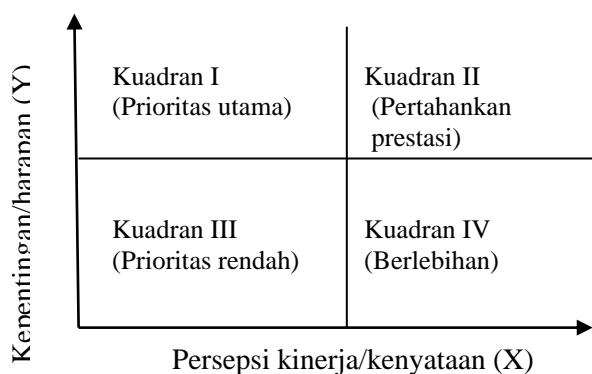 Kuadran I
(Prioritas utama)
Kuadran II
(Pertahankan
prestasi)
Kuadran III
(Prioritas rendah)
Kuadran IV
(Berlebihan)
Kepentingan/harapan (Y)
Persepsi kinerja/kenyataan (X)